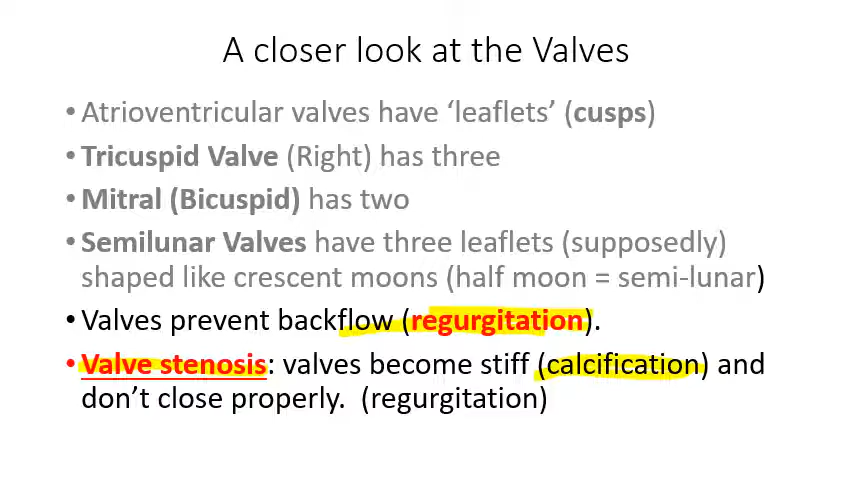 A closer look at the Valves
• Atrioventricular valves have ‘leaflets’ (cusps)
• Tricuspid Valve (Right) has three
• Mitral (Bicuspid) has two
• Semilunar Valves have three leaflets (supposedly)
shaped like crescent moons (half moon = semi-lunar)
• Valves prevent backflow (regurgitation).
• Valve stenosis: valves become stiff (calcification) and
don’t close properly.  (regurgitation)